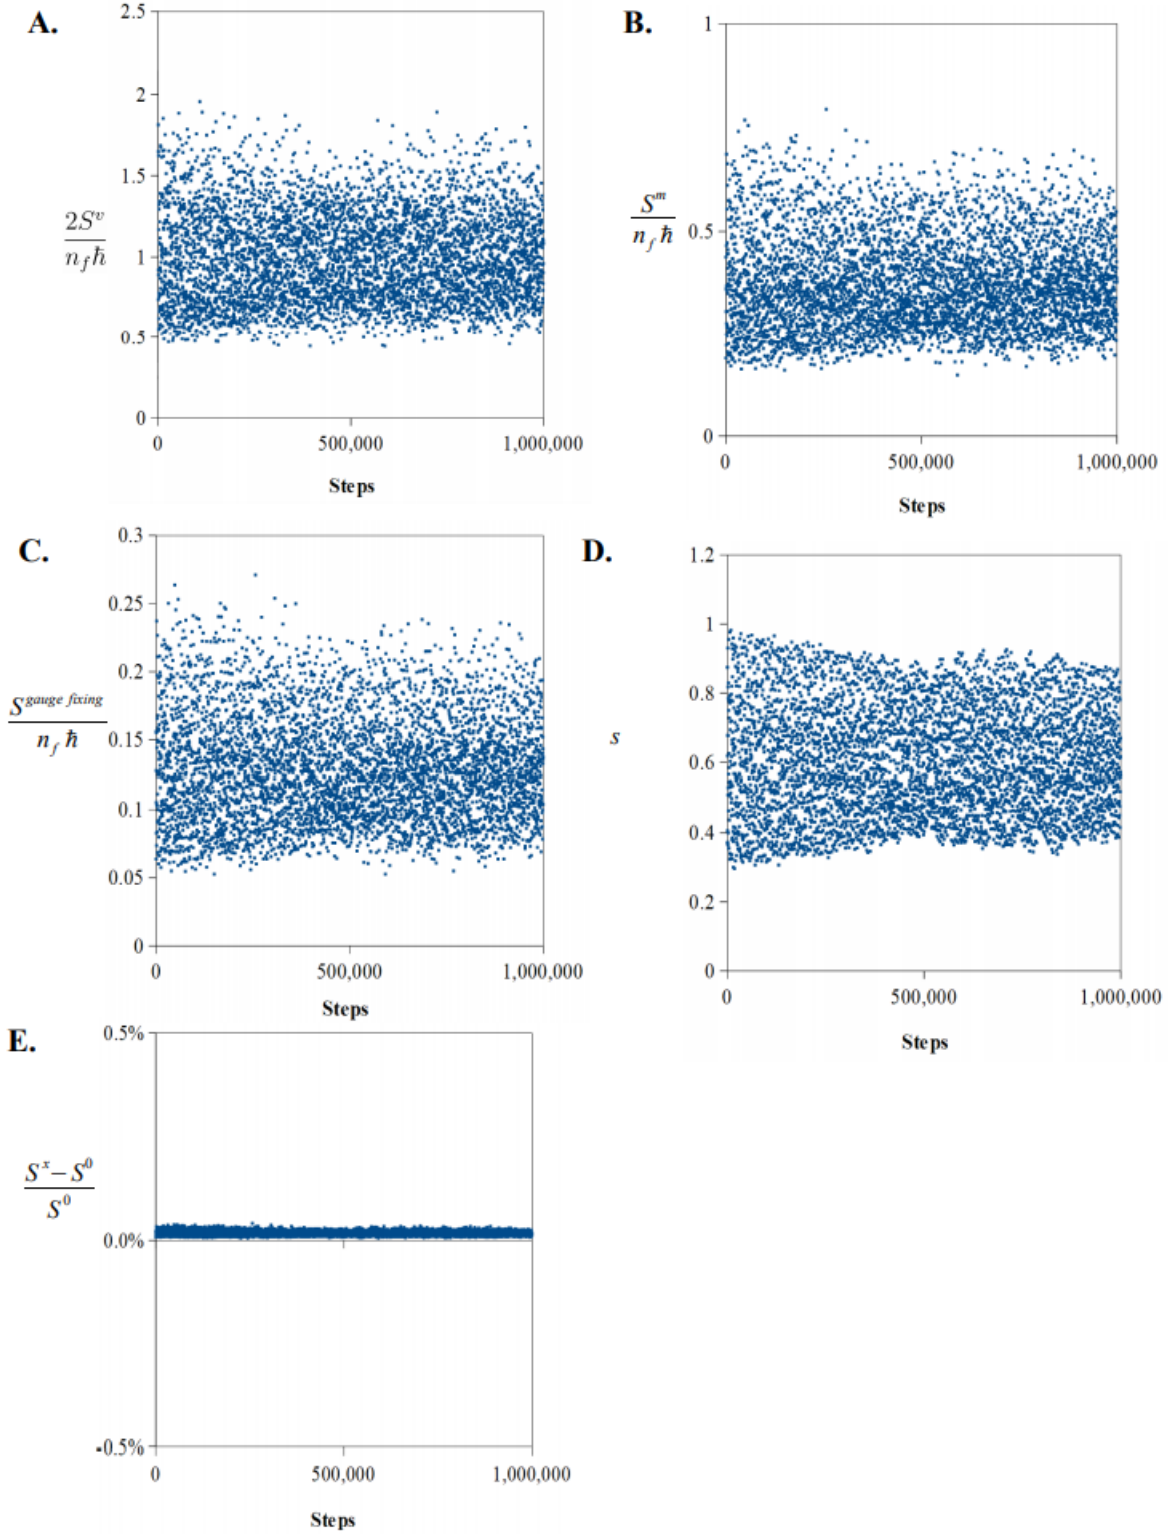 A.
2.5
2
1.5
1
0.5
0
2S^v
n_f ħ
0 500,000 1,000,000
Steps
B.
1
0.5
0
S^m
n_f ħ
0 500,000 1,000,000
Steps
C.
0.3
0.25
0.2
0.15
0.1
0.05
0
S^gauge fixing
n_f ħ
0 500,000 1,000,000
Steps
D.
1.2
1
0.8
0.6
0.4
0.2
0
s
0 500,000 1,000,000
Steps
E.
0.5%
0.0%
-0.5%
S^x − S^0
S^0
0 500,000 1,000,000
Steps